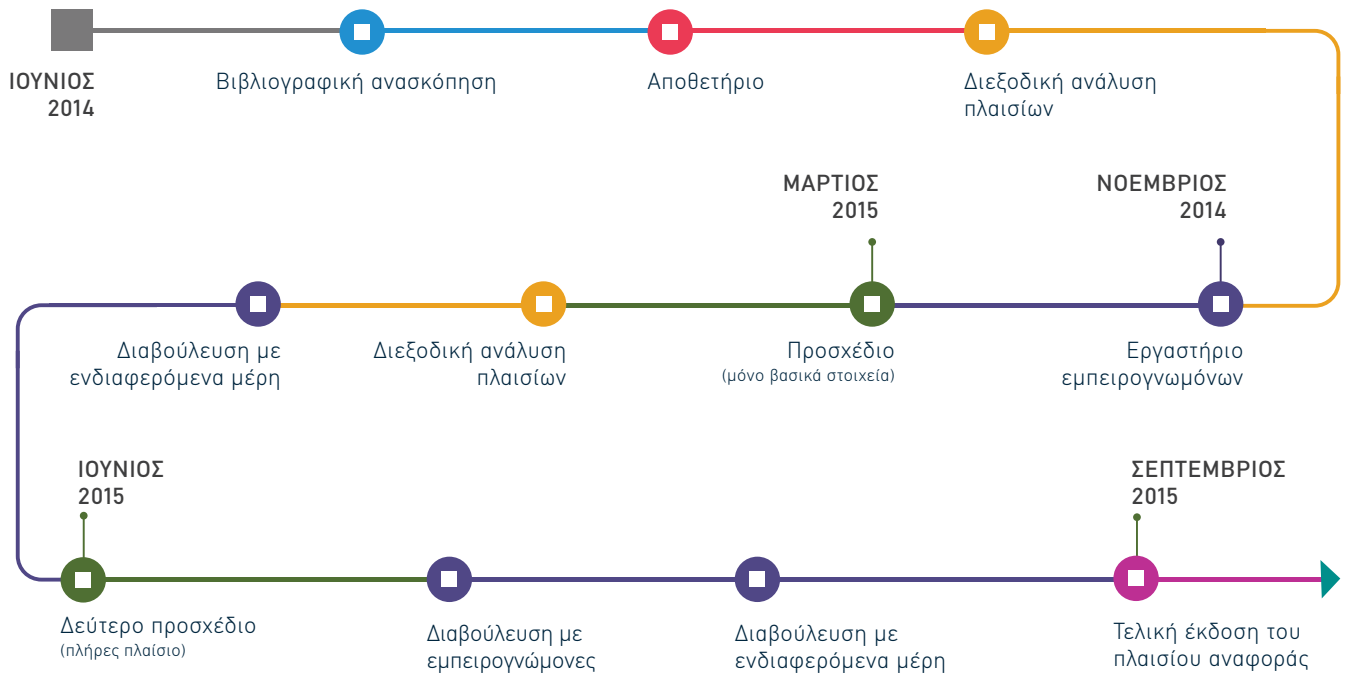 ΙΟΥΝΙΟΣ
2014
Βιβλιογραφική ανασκόπηση
Αποθετήριο
Διεξοδική ανάλυση
πλαισίων
ΜΑΡΤΙΟΣ
2015
ΝΟΕΜΒΡΙΟΣ
2014
Διαβούλευση με
ενδιαφερόμενα μέρη
Διεξοδική ανάλυση
πλαισίων
Προσχέδιο
(μόνο βασικά στοιχεία)
Εργαστήριο
εμπειρογνωμόνων
ΙΟΥΝΙΟΣ
2015
ΣΕΠΤΕΜΒΡΙΟΣ
2015
Δεύτερο προσχέδιο
(πλήρες πλαίσιο)
Διαβούλευση με
εμπειρογνώμονες
Διαβούλευση με
ενδιαφερόμενα μέρη
Τελική έκδοση του
πλαισίου αναφοράς